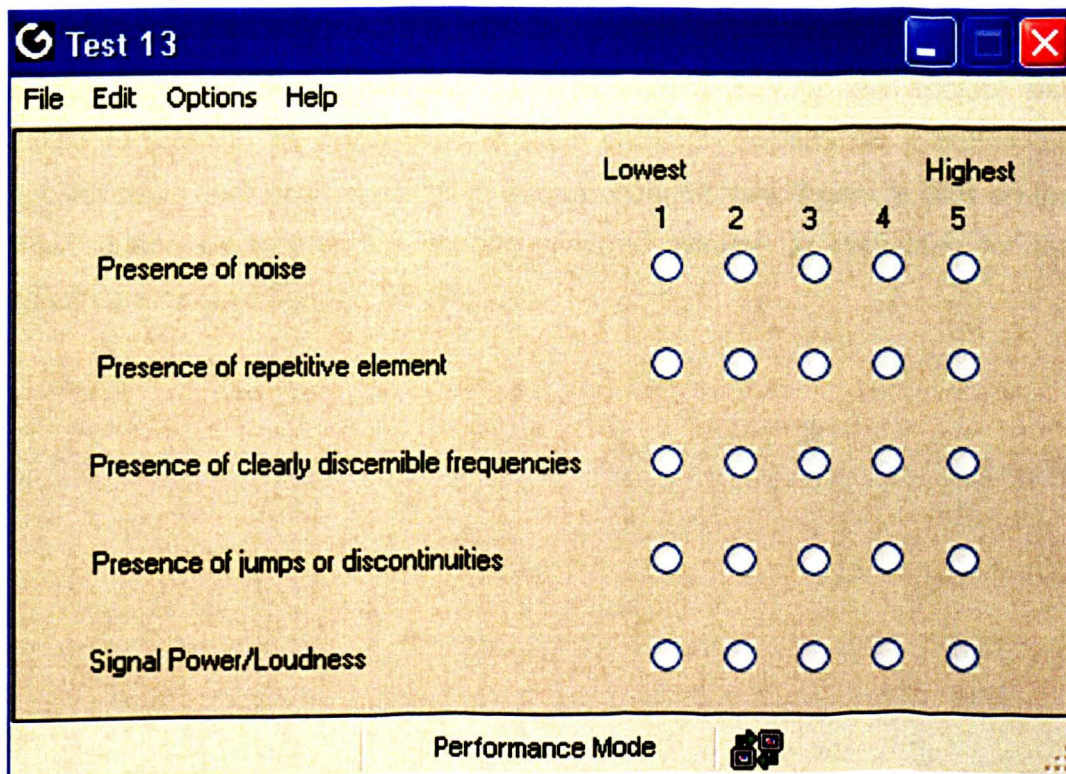 Test 13
File Edit Options Help
Lowest Highest
1 2 3 4 5
Presence of noise
Presence of repetitive element
Presence of clearly discernible frequencies
Presence of jumps or discontinuities
Signal Power/Loudness
Performance Mode